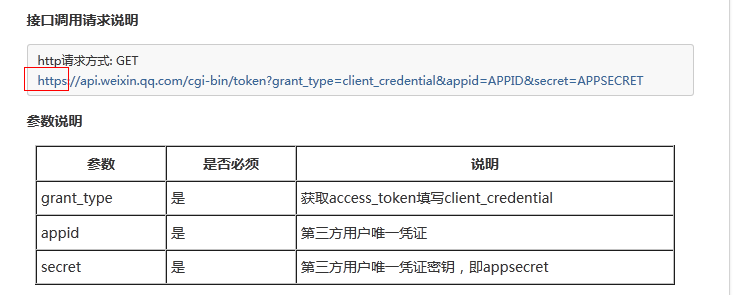 接口调用请求说明
http请求方式: GET
https://api.weixin.qq.com/cgi-bin/token?grant_type=client_credential&appid=APPID&secret=APPSECRET
参数说明
参数 是否必须 说明
grant_type 是 获取access_token填写client_credential
appid 是 第三方用户唯一凭证
secret 是 第三方用户唯一凭证密钥，即appsecret